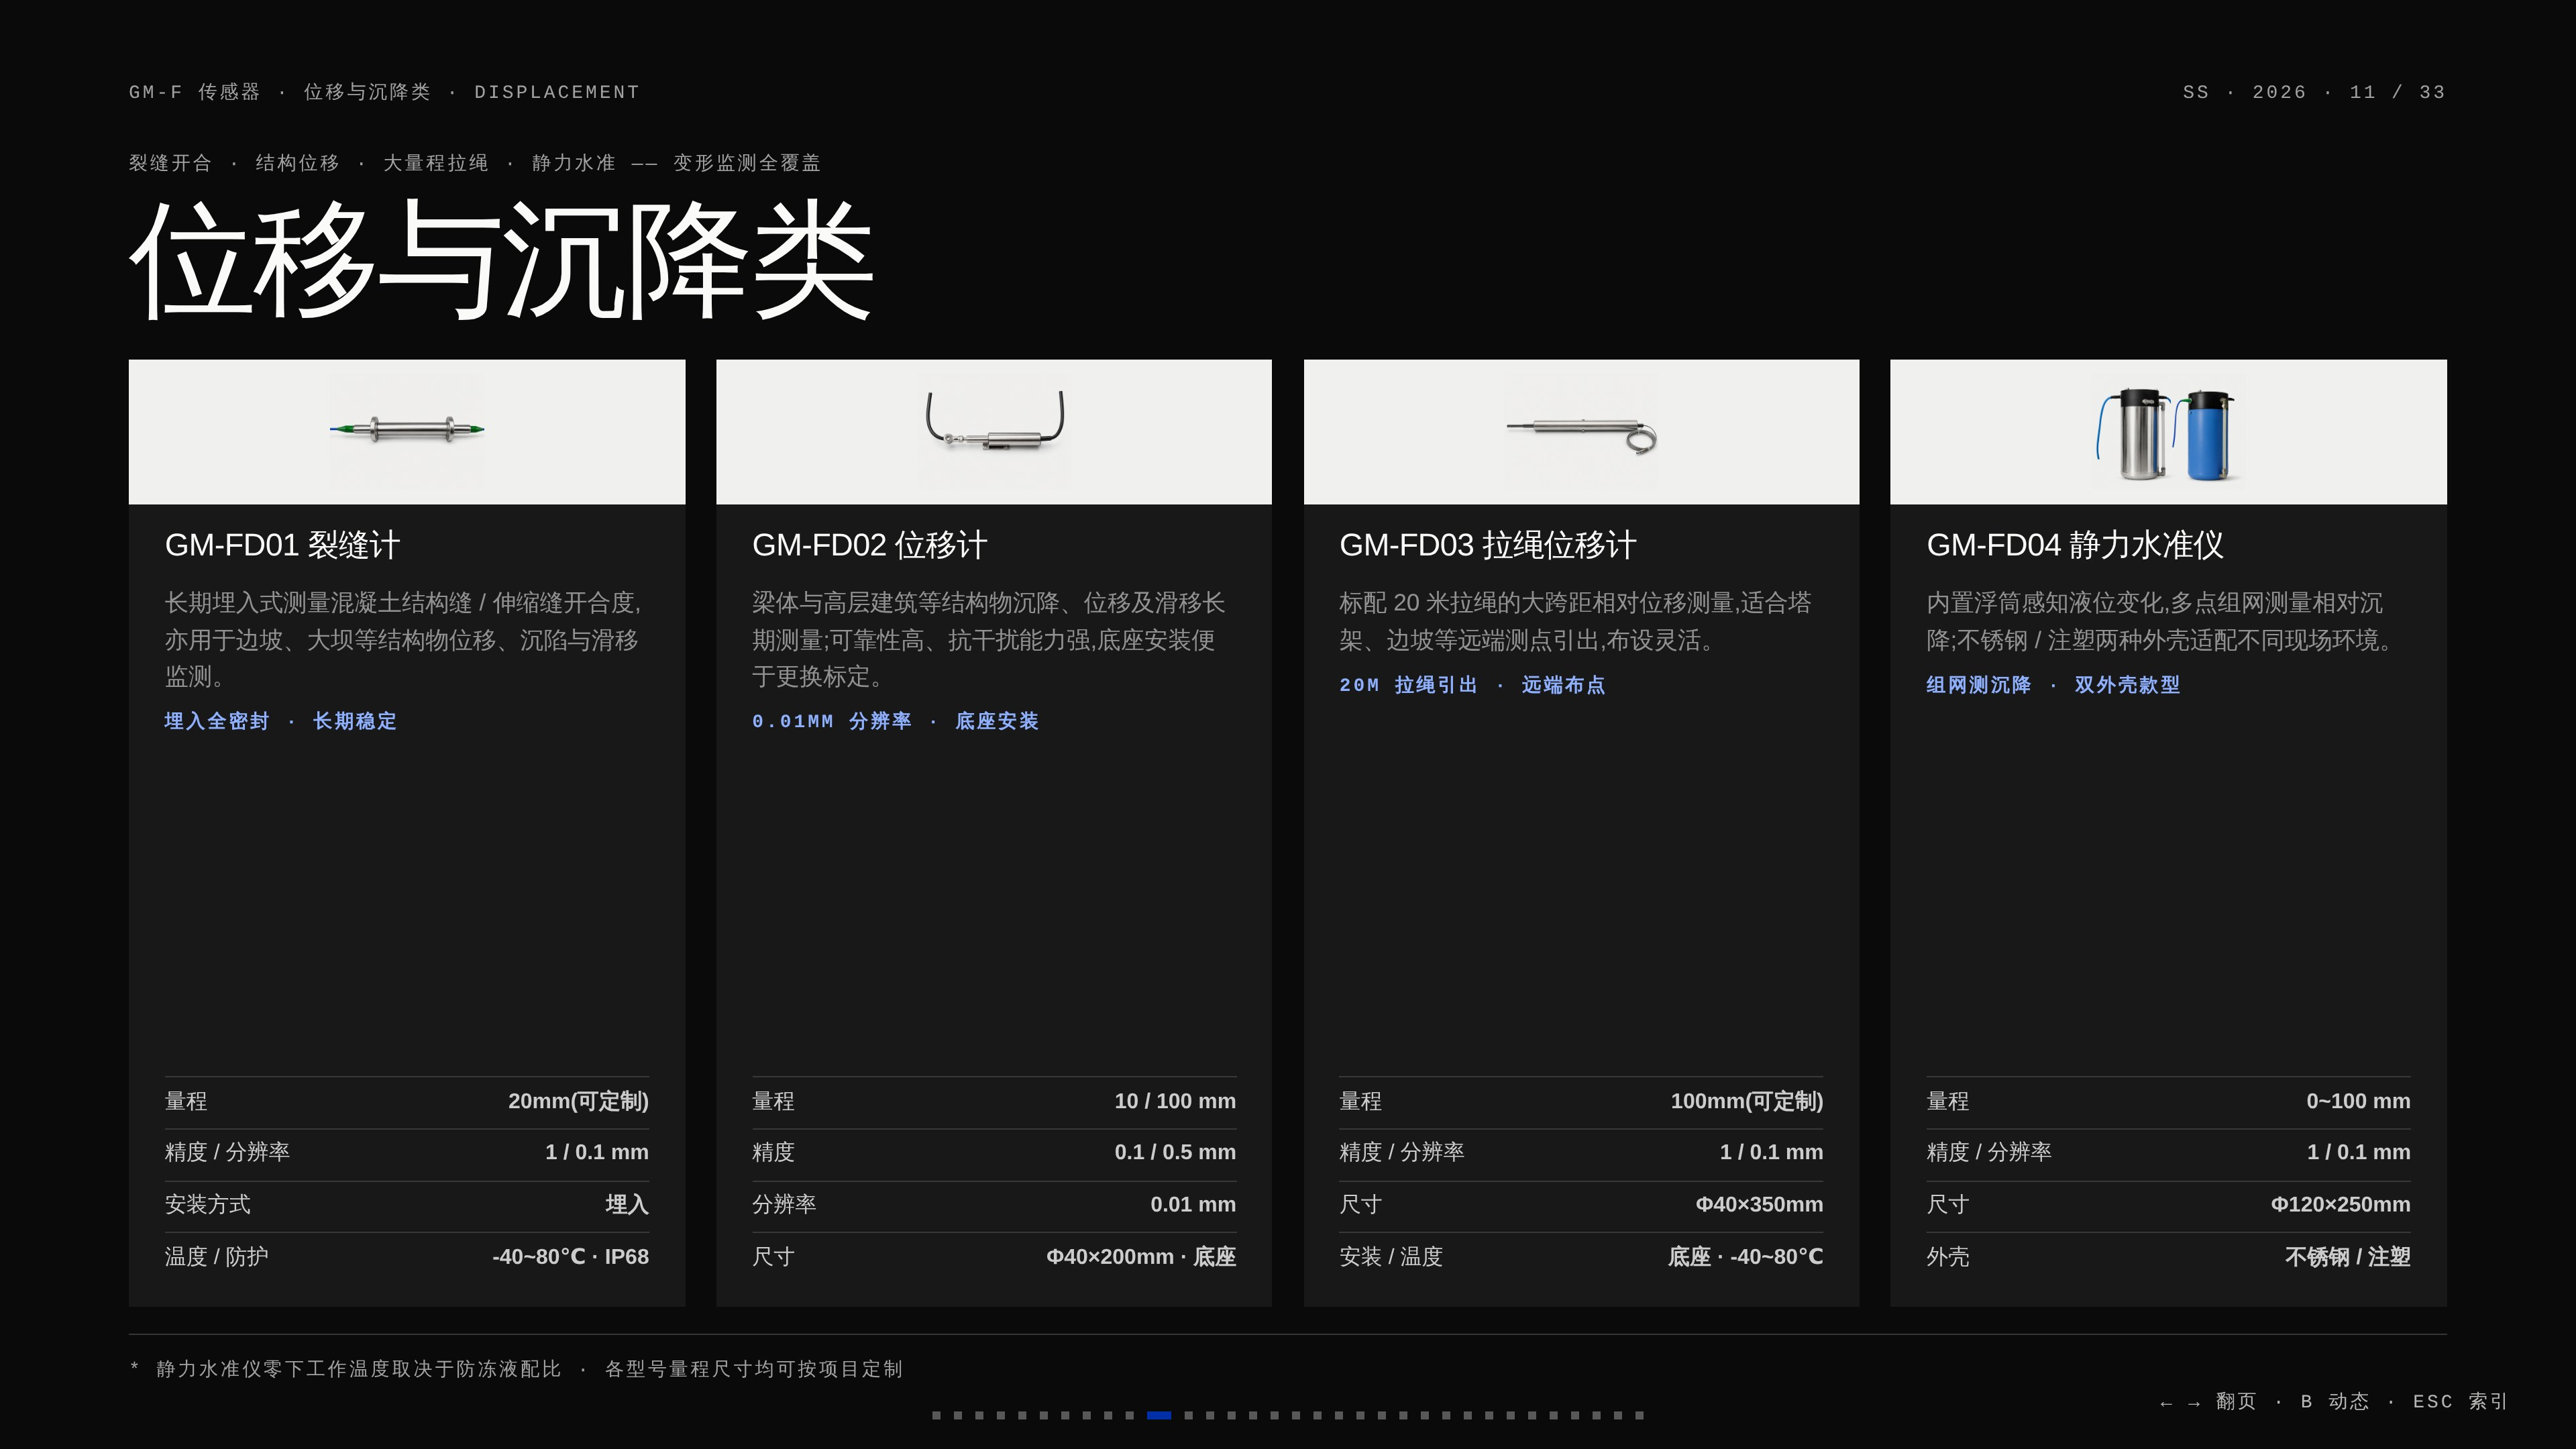 GM-F 传感器 · 位移与沉降类 · DISPLACEMENT
SS · 2026 · 11 / 33
裂缝开合 · 结构位移 · 大量程拉绳 · 静力水准 —— 变形监测全覆盖
位移与沉降类
GM-FD01 裂缝计
长期埋入式测量混凝土结构缝 / 伸缩缝开合度,
亦用于边坡、大坝等结构物位移、沉陷与滑移
监测。
埋入全密封 · 长期稳定
量程 20mm(可定制)
精度 / 分辨率 1 / 0.1 mm
安装方式 埋入
温度 / 防护 -40~80℃ · IP68
GM-FD02 位移计
梁体与高层建筑等结构物沉降、位移及滑移长
期测量;可靠性高、抗干扰能力强,底座安装便
于更换标定。
0.01MM 分辨率 · 底座安装
量程 10 / 100 mm
精度 0.1 / 0.5 mm
分辨率 0.01 mm
尺寸 Φ40×200mm · 底座
GM-FD03 拉绳位移计
标配 20 米拉绳的大跨距相对位移测量,适合塔
架、边坡等远端测点引出,布设灵活。
20M 拉绳引出 · 远端布点
量程 100mm(可定制)
精度 / 分辨率 1 / 0.1 mm
尺寸 Φ40×350mm
安装 / 温度 底座 · -40~80℃
GM-FD04 静力水准仪
内置浮筒感知液位变化,多点组网测量相对沉
降;不锈钢 / 注塑两种外壳适配不同现场环境。
组网测沉降 · 双外壳款型
量程 0~100 mm
精度 / 分辨率 1 / 0.1 mm
尺寸 Φ120×250mm
外壳 不锈钢 / 注塑
* 静力水准仪零下工作温度取决于防冻液配比 · 各型号量程尺寸均可按项目定制
← → 翻页 · B 动态 · ESC 索引